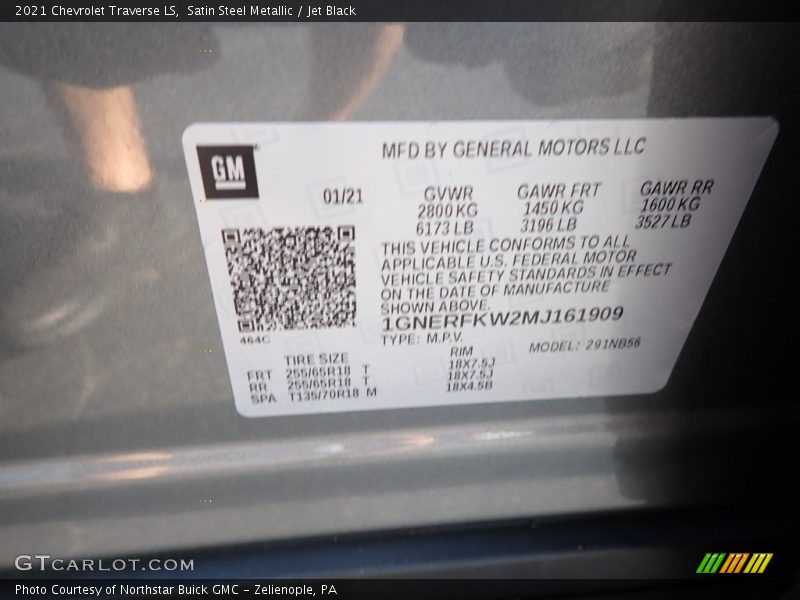 2021 Chevrolet Traverse LS, Satin Steel Metallic / Jet Black
GM
MFD BY GENERAL MOTORS LLC
01/21 GVWR GAWR FRT GAWR RR
2800 KG 1450 KG 1600 KG
6173 LB 3196 LB 3527 LB
THIS VEHICLE CONFORMS TO ALL
APPLICABLE U.S. FEDERAL MOTOR
VEHICLE SAFETY STANDARDS IN EFFECT
ON THE DATE OF MANUFACTURE
SHOWN ABOVE.
1GNERFKW2MJ161909
464C
TYPE: M.P.V. MODEL: 291NB56
TIRE SIZE RIM
FRT 255/65R18 T 18X7.5J
RR 255/65R18 T 18X7.5J
SPA T135/70R18 M 18X4.5B
GTCARLOT.COM
Photo Courtesy of Northstar Buick GMC - Zelienople, PA